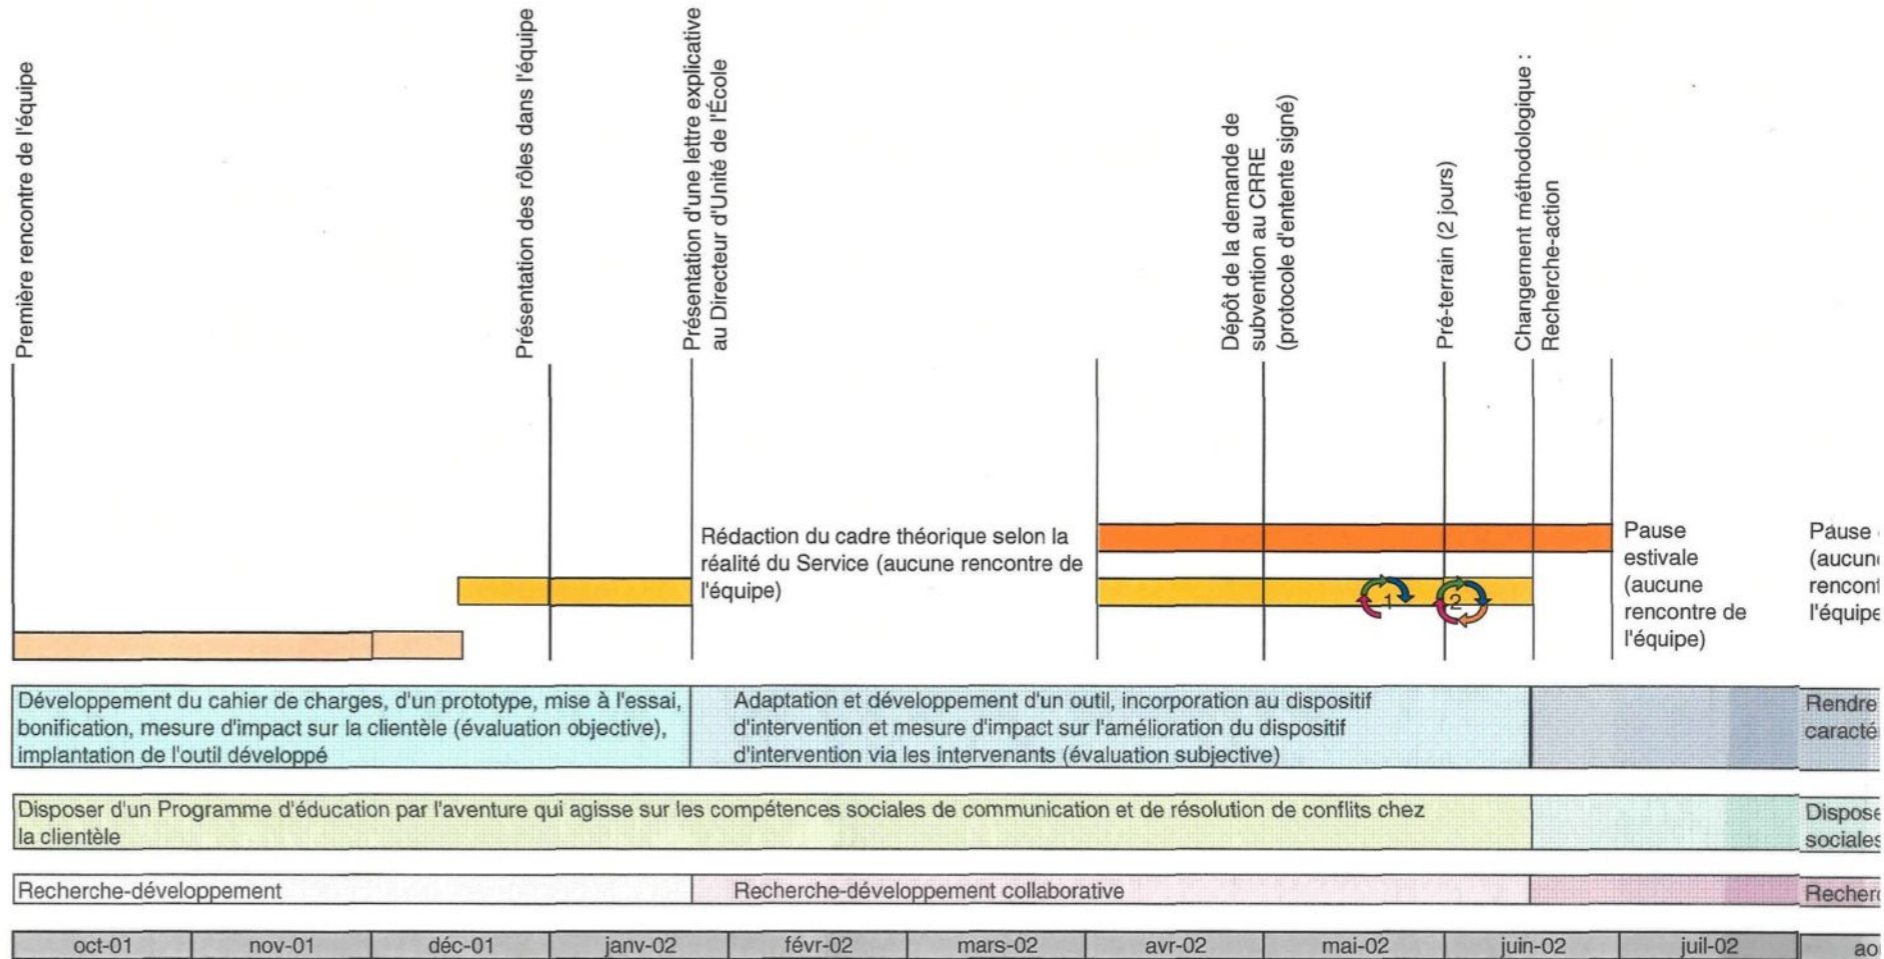 Première rencontre de l'équipe
Présentation des rôles dans l'équipe
Présentation d'une lettre explicative
au Directeur d'Unité de l'École
Dépôt de la demande de
subvention au CRRE
(protocole d'entente signé)
Pré-terrain (2 jours)
Changement méthodologique :
Recherche-action
Rédaction du cadre théorique selon la
réalité du Service (aucune rencontre de
l'équipe)
1
2
Pause
estivale
(aucune
rencontre de
l'équipe)
Pause
Développement du cahier de charges, d'un prototype, mise à l'essai,
bonification, mesure d'impact sur la clientèle (évaluation objective),
implantation de l'outil développé
Adaptation et développement d'un outil, incorporation au dispositif
d'intervention et mesure d'impact sur l'amélioration du dispositif
d'intervention via les intervenants (évaluation subjective)
Rendre
Disposer d'un Programme d'éducation par l'aventure qui agisse sur les compétences sociales de communication et de résolution de conflits chez
la clientèle
sociales
Recherche-développement
Recherche-développement collaborative
oct-01
nov-01
déc-01
janv-02
févr-02
mars-02
avr-02
mai-02
juin-02
juil-02